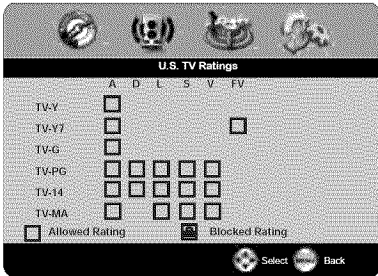 U.S. TV Ratings
A D L S V FV
TV-Y
TV-Y7
TV-G
TV-PG
TV-14
TV-MA
Allowed Rating Blocked Rating
Select MENU Back